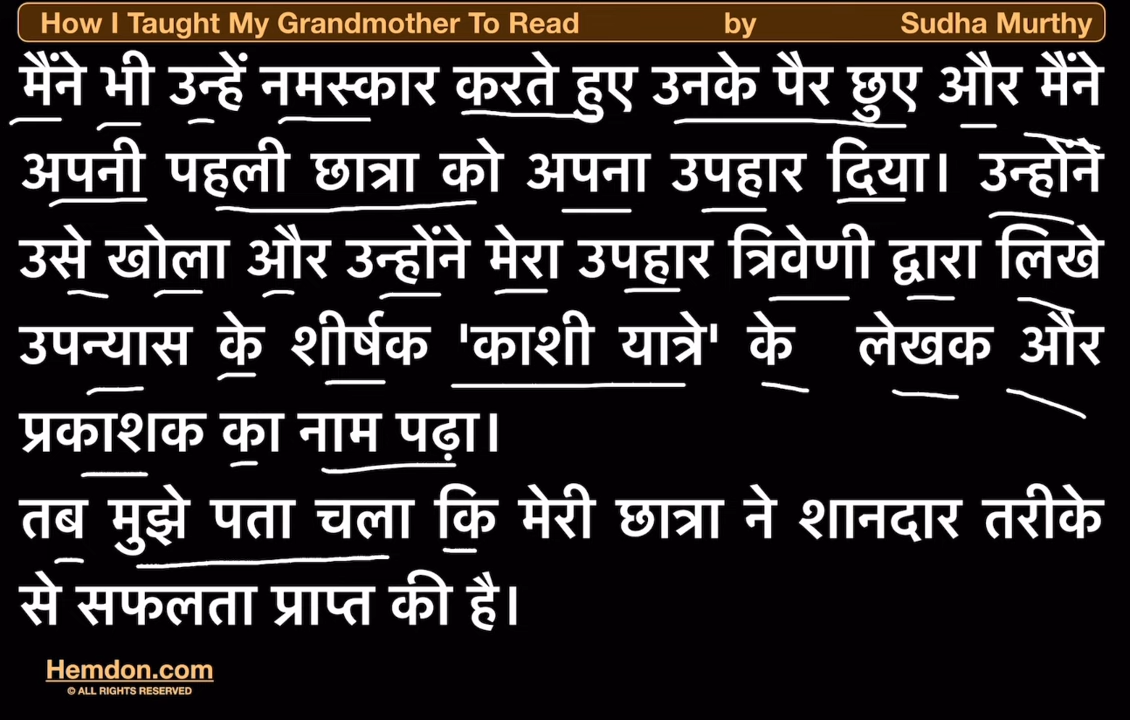 How I Taught My Grandmother To Read by Sudha Murthy
मैंने भी उन्हें नमस्कार करते हुए उनके पैर छुए और मैंने
अपनी पहली छात्रा को अपना उपहार दिया। उन्होंने
उसे खोला और उन्होंने मेरा उपहार त्रिवेणी द्वारा लिखे
उपन्यास के शीर्षक 'काशी यात्रे' के लेखक और
प्रकाशक का नाम पढ़ा।
तब मुझे पता चला कि मेरी छात्रा ने शानदार तरीके
से सफलता प्राप्त की है।
Hemdon.com
© ALL RIGHTS RESERVED